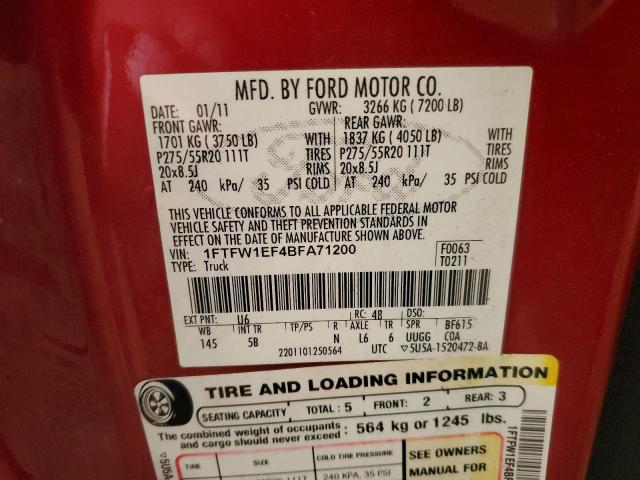 MFD. BY FORD MOTOR CO.
DATE: 01/11 GVWR: 3266 KG ( 7200 LB)
FRONT GAWR: REAR GAWR:
1701 KG ( 3750 LB) WITH 1837 KG ( 4050 LB) WITH
P275/55R20 111T TIRES P275/55R20 111T TIRES
20x8.5J RIMS 20x8.5J RIMS
AT 240 kPa/ 35 PSI COLD AT 240 kPa/ 35 PSI COLD
THIS VEHICLE CONFORMS TO ALL APPLICABLE FEDERAL MOTOR
VEHICLE SAFETY AND THEFT PREVENTION STANDARDS IN
EFFECT ON THE DATE OF MANUFACTURE SHOWN ABOVE.
VIN: 1FTFW1EF4BFA71200 F0063
TYPE: Truck T0211
EXT PNT: U6 RC: 48 DSO:
WB INT TR TP/PS R AXLE TR SPR BF615
145 5B N L6 6 UUGG COA
2201101250564 UTC ▽5U5A-1520472-BA
TIRE AND LOADING INFORMATION
SEATING CAPACITY TOTAL: 5 FRONT: 2 REAR: 3
The combined weight of occupants and cargo should never exceed: 564 kg or 1245 lbs.
TIRE SIZE COLD TIRE PRESSURE SEE OWNERS
111T 240 KPA, 35 PSI MANUAL FOR
▽5U5A
1FTFW1EF4BF